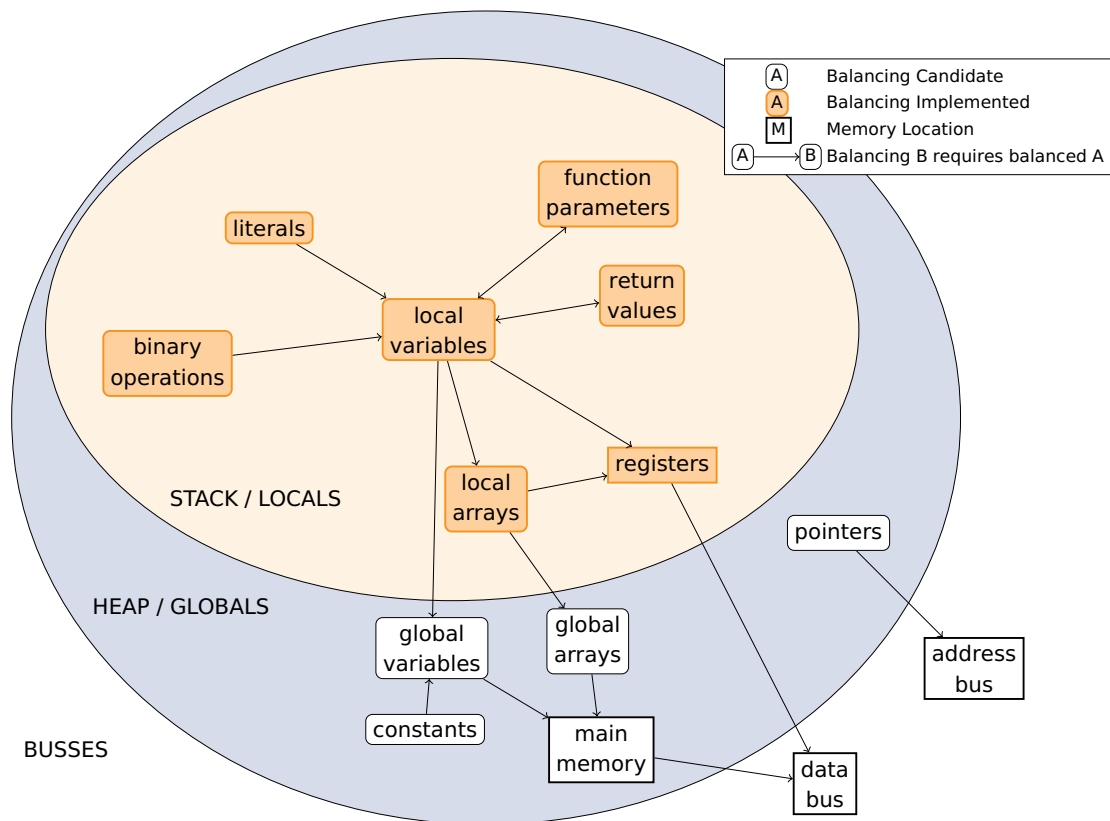 A Balancing Candidate
A Balancing Implemented
M Memory Location
A B Balancing B requires balanced A
function
parameters
literals
return
values
local
variables
binary
operations
registers
local
arrays
STACK / LOCALS
pointers
HEAP / GLOBALS
global
variables
global
arrays
address
bus
constants
main
memory
BUSSES
data
bus